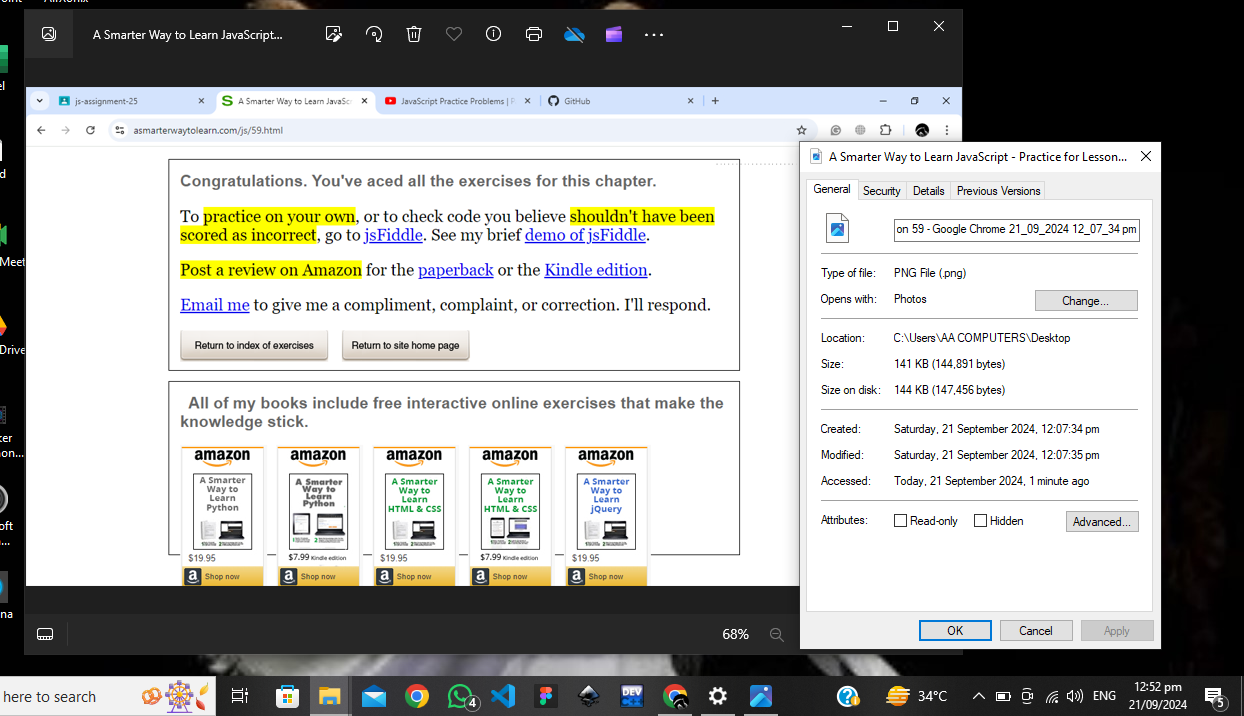 AirXonix
A Smarter Way to Learn JavaScript...
js-assignment-25
A Smarter Way to Learn JavaScr
JavaScript Practice Problems | F
GitHub
asmarterwaytolearn.com/js/59.html
Congratulations. You've aced all the exercises for this chapter.
To practice on your own, or to check code you believe shouldn't have been
scored as incorrect, go to jsFiddle. See my brief demo of jsFiddle.
Post a review on Amazon for the paperback or the Kindle edition.
Email me to give me a compliment, complaint, or correction. I'll respond.
Return to index of exercises
Return to site home page
All of my books include free interactive online exercises that make the
knowledge stick.
amazon
A Smarter
Way to
Learn
Python
$19.95
Shop now
amazon
A Smarter
Way to
Learn
Python
$7.99 Kindle edition
Shop now
amazon
A Smarter
Way to
Learn
HTML & CSS
$19.95
Shop now
amazon
A Smarter
Way to
Learn
HTML & CSS
$7.99 Kindle edition
Shop now
amazon
A Smarter
Way to
Learn
jQuery
$19.95
Shop now
68%
A Smarter Way to Learn JavaScript - Practice for Lesson...
General
Security
Details
Previous Versions
on 59 - Google Chrome 21_09_2024 12_07_34 pm
Type of file: PNG File (.png)
Opens with: Photos
Change...
Location: C:\Users\AA COMPUTERS\Desktop
Size: 141 KB (144,891 bytes)
Size on disk: 144 KB (147,456 bytes)
Created: Saturday, 21 September 2024, 12:07:34 pm
Modified: Saturday, 21 September 2024, 12:07:35 pm
Accessed: Today, 21 September 2024, 1 minute ago
Attributes: Read-only Hidden
Advanced...
OK
Cancel
Apply
Meet
Drive
here to search
4
DEV
34°C
ENG
12:52 pm
21/09/2024
5